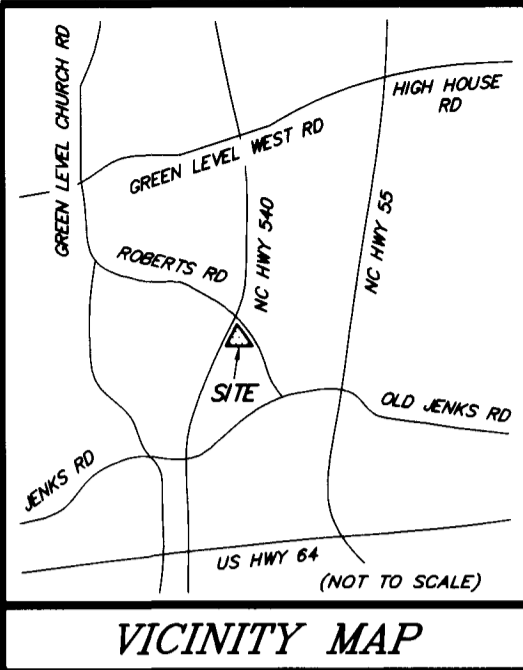 GREEN LEVEL CHURCH RD
HIGH HOUSE
RD
GREEN LEVEL WEST RD
NC HWY 540
NC HWY 55
ROBERTS RD
SITE
OLD JENKS RD
JENKS RD
US HWY 64
(NOT TO SCALE)
VICINITY MAP